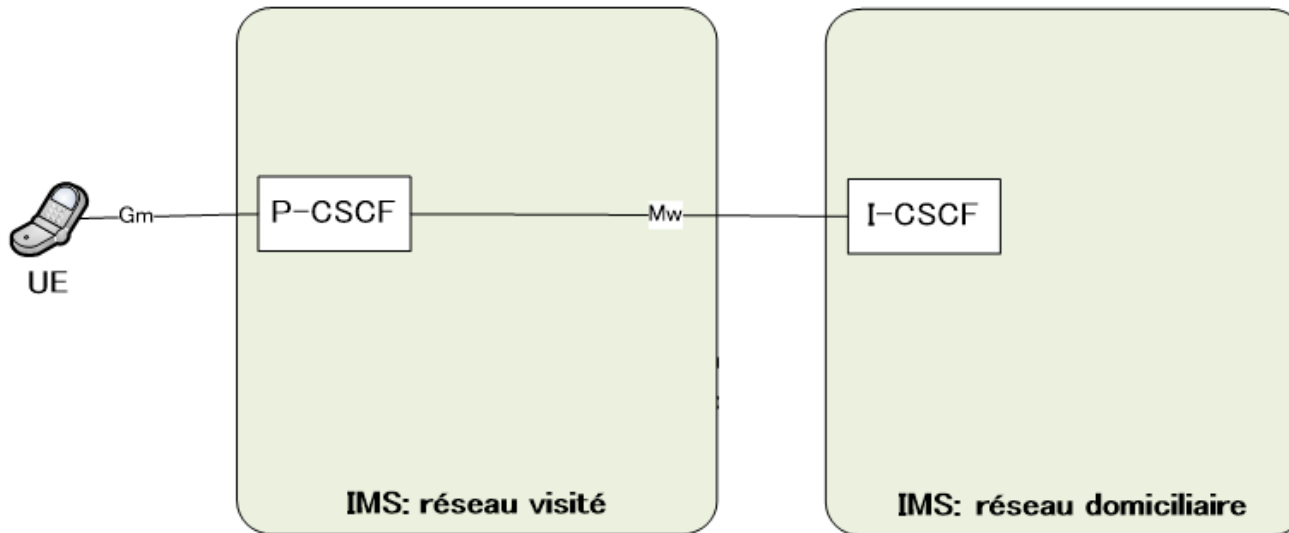 Gm
P-CSCF
Mw
I-CSCF
UE
IMS: réseau visité
IMS: réseau domiciliaire